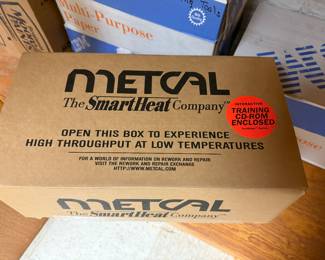 Multi-Purpose
Paper
METCAL
The SmartHeat Company™
INTERACTIVE
TRAINING
CD-ROM
ENCLOSED
OPEN THIS BOX TO EXPERIENCE
HIGH THROUGHPUT AT LOW TEMPERATURES
FOR A WORLD OF INFORMATION ON REWORK AND REPAIR
VISIT THE REWORK AND REPAIR EXCHANGE
HTTP://WWW.METCAL.COM
METCAL
The SmartHeat Company™